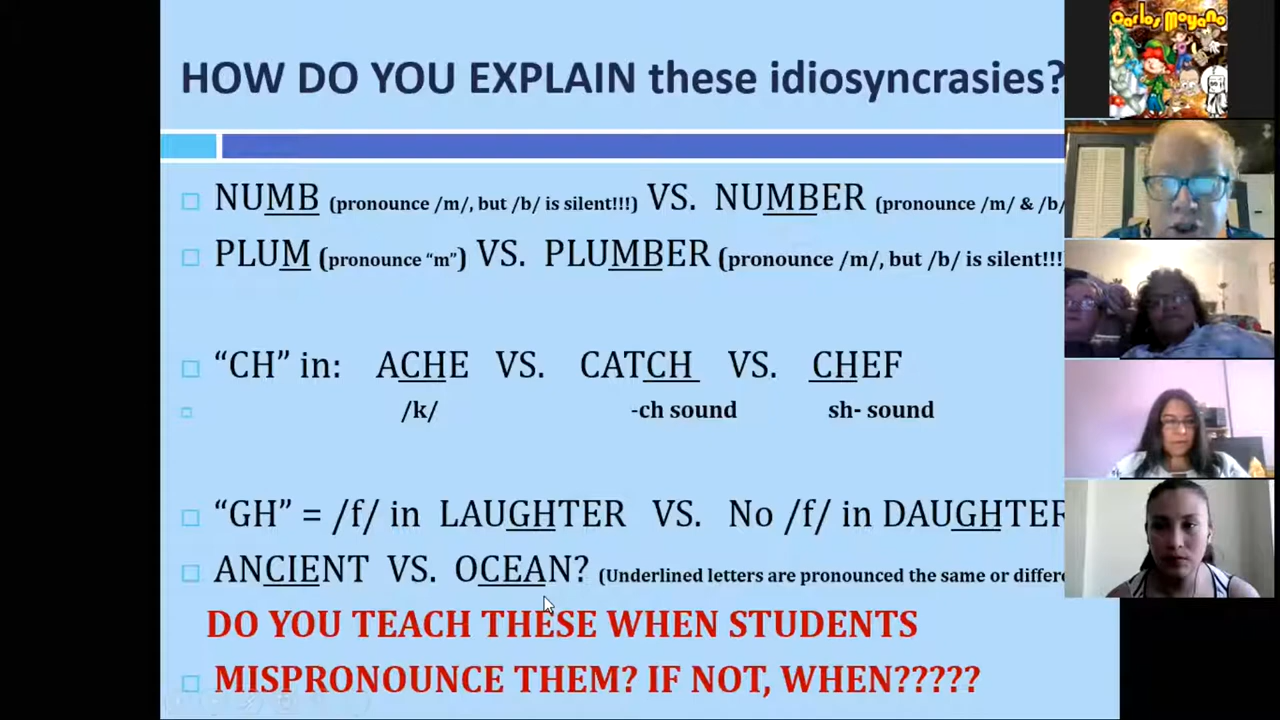 HOW DO YOU EXPLAIN these idiosyncrasies?
Carlos Moyano
NUMB (pronounce /m/, but /b/ is silent!!!) VS. NUMBER (pronounce /m/ & /b/
PLUM (pronounce “m”) VS. PLUMBER (pronounce /m/, but /b/ is silent!!!
“CH” in: ACHE VS. CATCH VS. CHEF
/k/ -ch sound sh- sound
“GH” = /f/ in LAUGHTER VS. No /f/ in DAUGHTER
ANCIENT VS. OCEAN? (Underlined letters are pronounced the same or differe
DO YOU TEACH THESE WHEN STUDENTS
MISPRONOUNCE THEM? IF NOT, WHEN?????